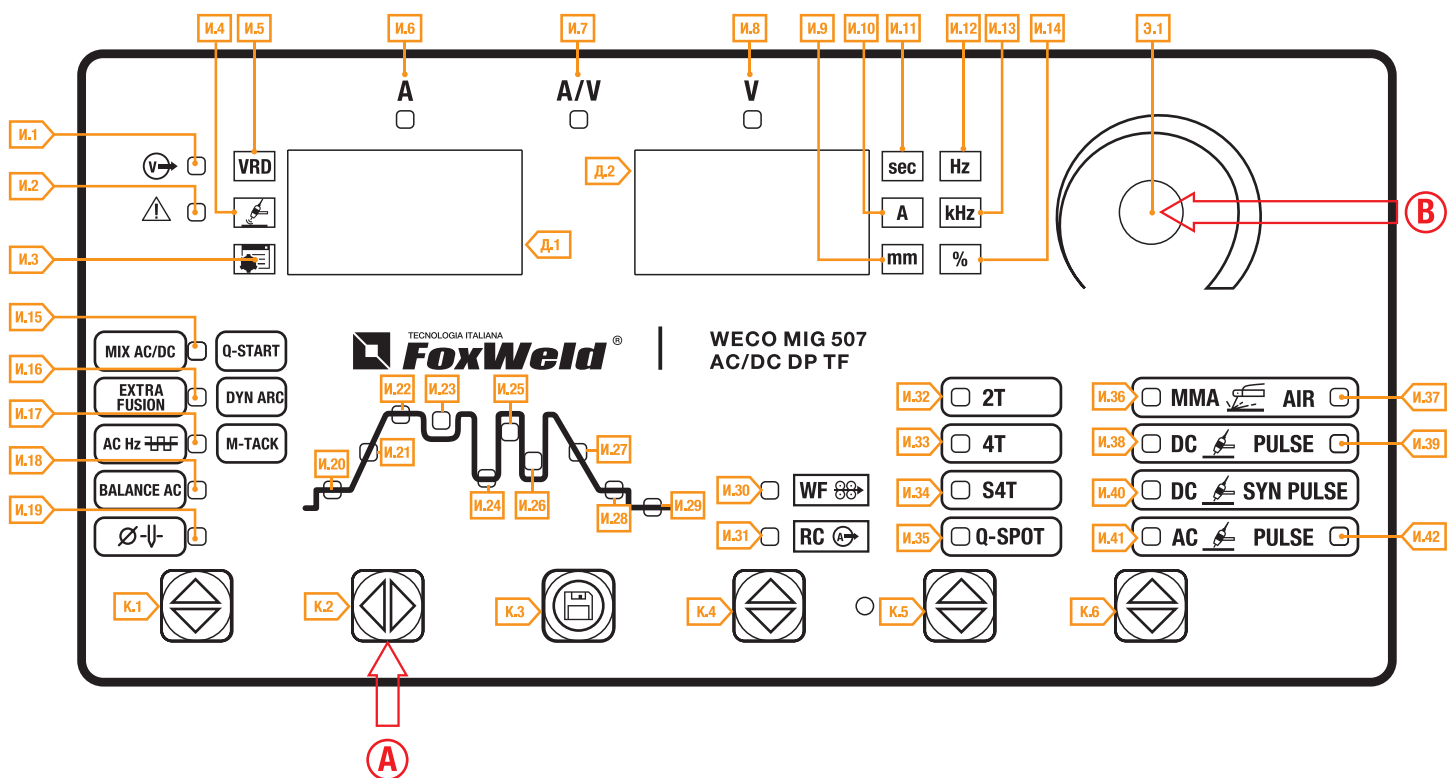 И.4 И.5 И.6 И.7 И.8 И.9 И.10 И.11 И.12 И.13 И.14 Э.1
A A/V V
И.1 VRD Д.2 sec Hz
V
И.2 A kHz B
И.3 Д.1 mm %
И.15 MIX AC/DC Q-START
TECNOLOGIA ITALIANA
FoxWeld ®
WECO MIG 507
AC/DC DP TF
И.16 EXTRA
FUSION DYN ARC
И.17 AC Hz M-TACK
И.18 BALANCE AC
И.19 Ø
И.20 И.21 И.22 И.23 И.24 И.25 И.26 И.27 И.28 И.29
И.30 WF
И.31 RC A
И.32 2T
И.33 4T
И.34 S4T
И.35 Q-SPOT
И.36 MMA AIR И.37
И.38 DC PULSE И.39
И.40 DC SYN PULSE
И.41 AC PULSE И.42
К.1 К.2 К.3 К.4 К.5 К.6
A